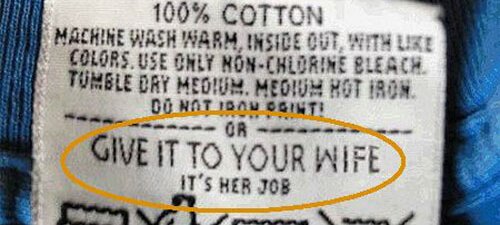 100% COTTON
MACHINE WASH WARM, INSIDE OUT, WITH LIKE
COLORS. USE ONLY NON-CHLORINE BLEACH.
TUMBLE DRY MEDIUM. MEDIUM HOT IRON.
DO NOT IRON PRINT!
---------------- OR ----------------
GIVE IT TO YOUR WIFE
IT'S HER JOB